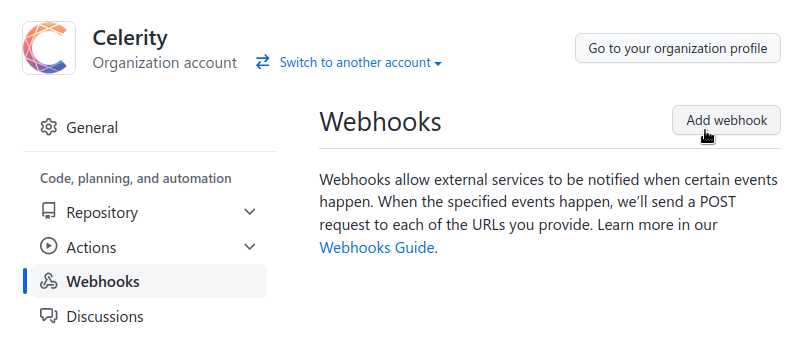 Celerity
Organization account
Switch to another account
Go to your organization profile
General
Code, planning, and automation
Repository
Actions
Webhooks
Discussions
Webhooks
Add webhook
Webhooks allow external services to be notified when certain events
happen. When the specified events happen, we’ll send a POST
request to each of the URLs you provide. Learn more in our
Webhooks Guide.